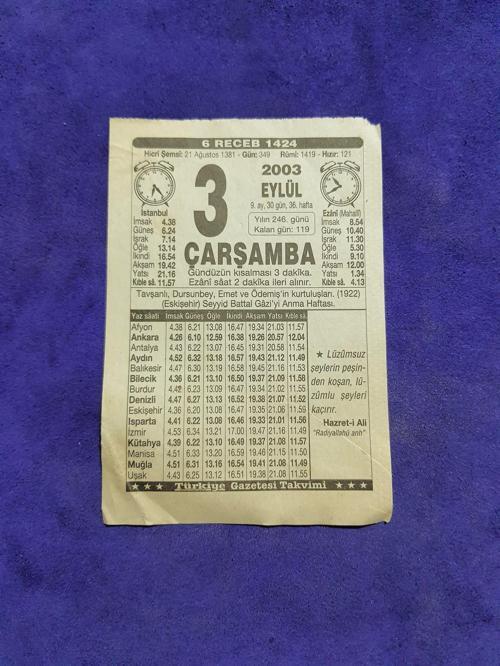 6 RECEB 1424
Hicri Şemsî: 21 Ağustos 1381 - Gün: 349 Rûmî: 1419 - Hızır: 121
3
2003
EYLÜL
9. ay, 30 gün, 36. hafta
Yılın 246. günü
Kalan gün: 119
ÇARŞAMBA
Gündüzün kısalması 3 dakîka.
Ezânî sâat 2 dakîka ileri alınır.
İstanbul
İmsak 4.38
Güneş 6.24
İşrak 7.14
Öğle 13.14
İkindi 16.54
Akşam 19.42
Yatsı 21.16
Kıble sâ. 11.57
Ezânî (Mahallî)
İmsak 8.54
Güneş 10.40
İşrak 11.30
Öğle 5.30
İkindi 9.10
Akşam 12.00
Yatsı 1.34
Kıble sâ. 4.13
Tavşanlı, Dursunbey, Emet ve Ödemiş'in kurtuluşları. (1922)
(Eskişehir) Seyyid Battal Gâzi'yi Anma Haftası.
Yaz sâati İmsak Güneş Öğle İkindi Akşam Yatsı Kıble sâ.
Afyon 4.38 6.21 13.08 16.47 19.34 21.03 11.57
Ankara 4.26 6.10 12.59 16.38 19.26 20.57 12.04
Antalya 4.43 6.22 13.07 16.45 19.31 20.58 11.54
Aydın 4.52 6.32 13.18 16.57 19.43 21.12 11.49
Balıkesir 4.47 6.30 13.19 16.58 19.45 21.16 11.53
Bilecik 4.36 6.21 13.10 16.50 19.37 21.09 11.58
Burdur 4.42 6.23 13.09 16.47 19.34 21.02 11.55
Denizli 4.47 6.27 13.13 16.52 19.38 21.07 11.52
Eskişehir 4.36 6.20 13.08 16.47 19.35 21.06 11.59
Isparta 4.41 6.22 13.08 16.46 19.33 21.01 11.56
İzmir 4.53 6.34 13.21 17.00 19.47 21.16 11.49
Kütahya 4.39 6.22 13.10 16.49 19.37 21.08 11.57
Manisa 4.51 6.33 13.20 16.59 19.46 21.15 11.50
Muğla 4.51 6.31 13.16 16.54 19.41 21.08 11.49
Uşak 4.43 6.25 13.12 16.51 19.38 21.08 11.55
★ Lüzûmsuz
şeylerin peşin-
den koşan, lü-
zûmlu şeyleri
kaçırır.
Hazret-i Ali
"Radıyallahü anh"
★ ★ ★ Türkiye Gazetesi Takvimi ★ ★ ★